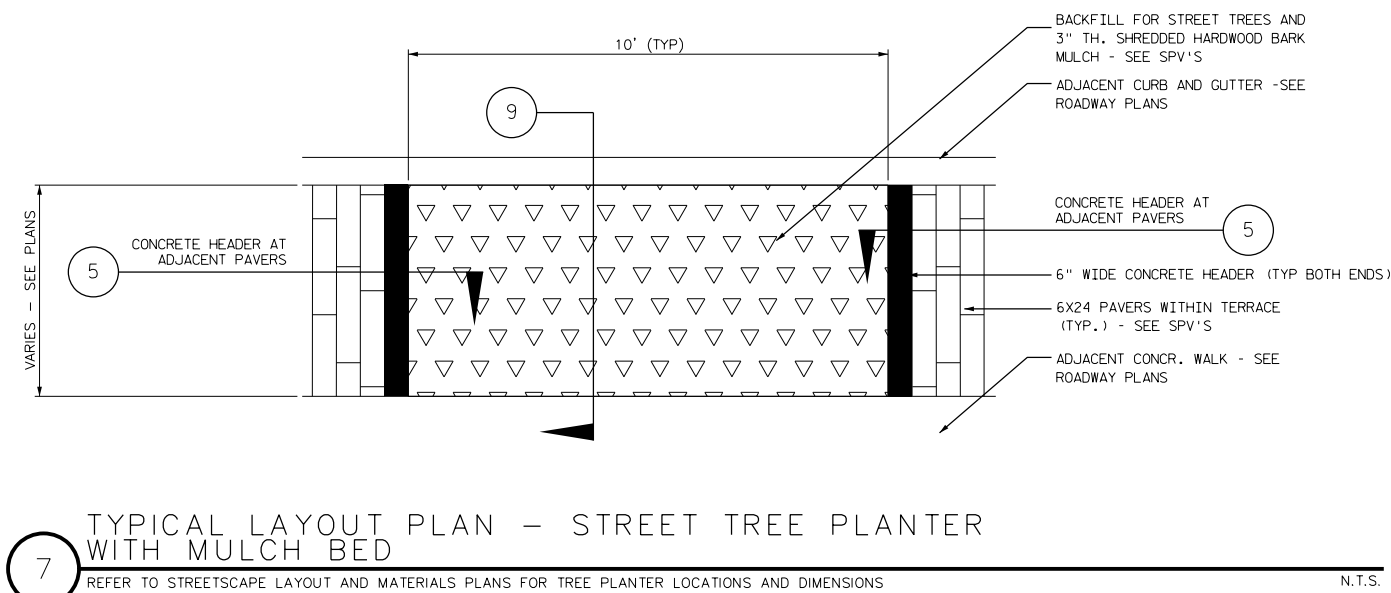 BACKFILL FOR STREET TREES AND
3" TH. SHREDDED HARDWOOD BARK
MULCH - SEE SPV'S
10' (TYP)
ADJACENT CURB AND GUTTER -SEE
ROADWAY PLANS
9
VARIES - SEE PLANS
CONCRETE HEADER AT
ADJACENT PAVERS
5
CONCRETE HEADER AT
ADJACENT PAVERS
5
6" WIDE CONCRETE HEADER (TYP BOTH ENDS)
6X24 PAVERS WITHIN TERRACE
(TYP.) - SEE SPV'S
ADJACENT CONCR. WALK - SEE
ROADWAY PLANS
7
TYPICAL LAYOUT PLAN - STREET TREE PLANTER
WITH MULCH BED
REFER TO STREETSCAPE LAYOUT AND MATERIALS PLANS FOR TREE PLANTER LOCATIONS AND DIMENSIONS
N.T.S.